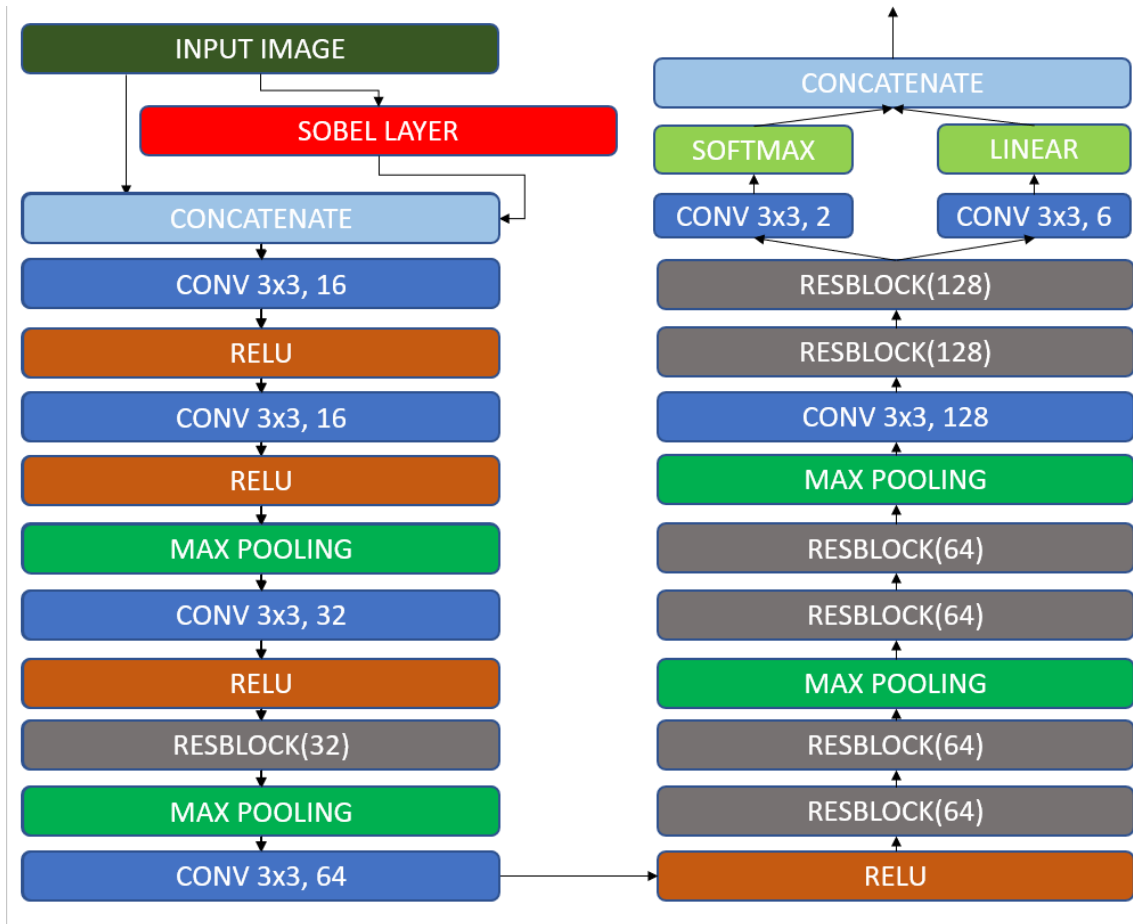 INPUT IMAGE
SOBEL LAYER
CONCATENATE
CONV 3x3, 16
RELU
CONV 3x3, 16
RELU
MAX POOLING
CONV 3x3, 32
RELU
RESBLOCK(32)
MAX POOLING
CONV 3x3, 64
CONCATENATE
SOFTMAX
LINEAR
CONV 3x3, 2
CONV 3x3, 6
RESBLOCK(128)
RESBLOCK(128)
CONV 3x3, 128
MAX POOLING
RESBLOCK(64)
RESBLOCK(64)
MAX POOLING
RESBLOCK(64)
RESBLOCK(64)
RELU